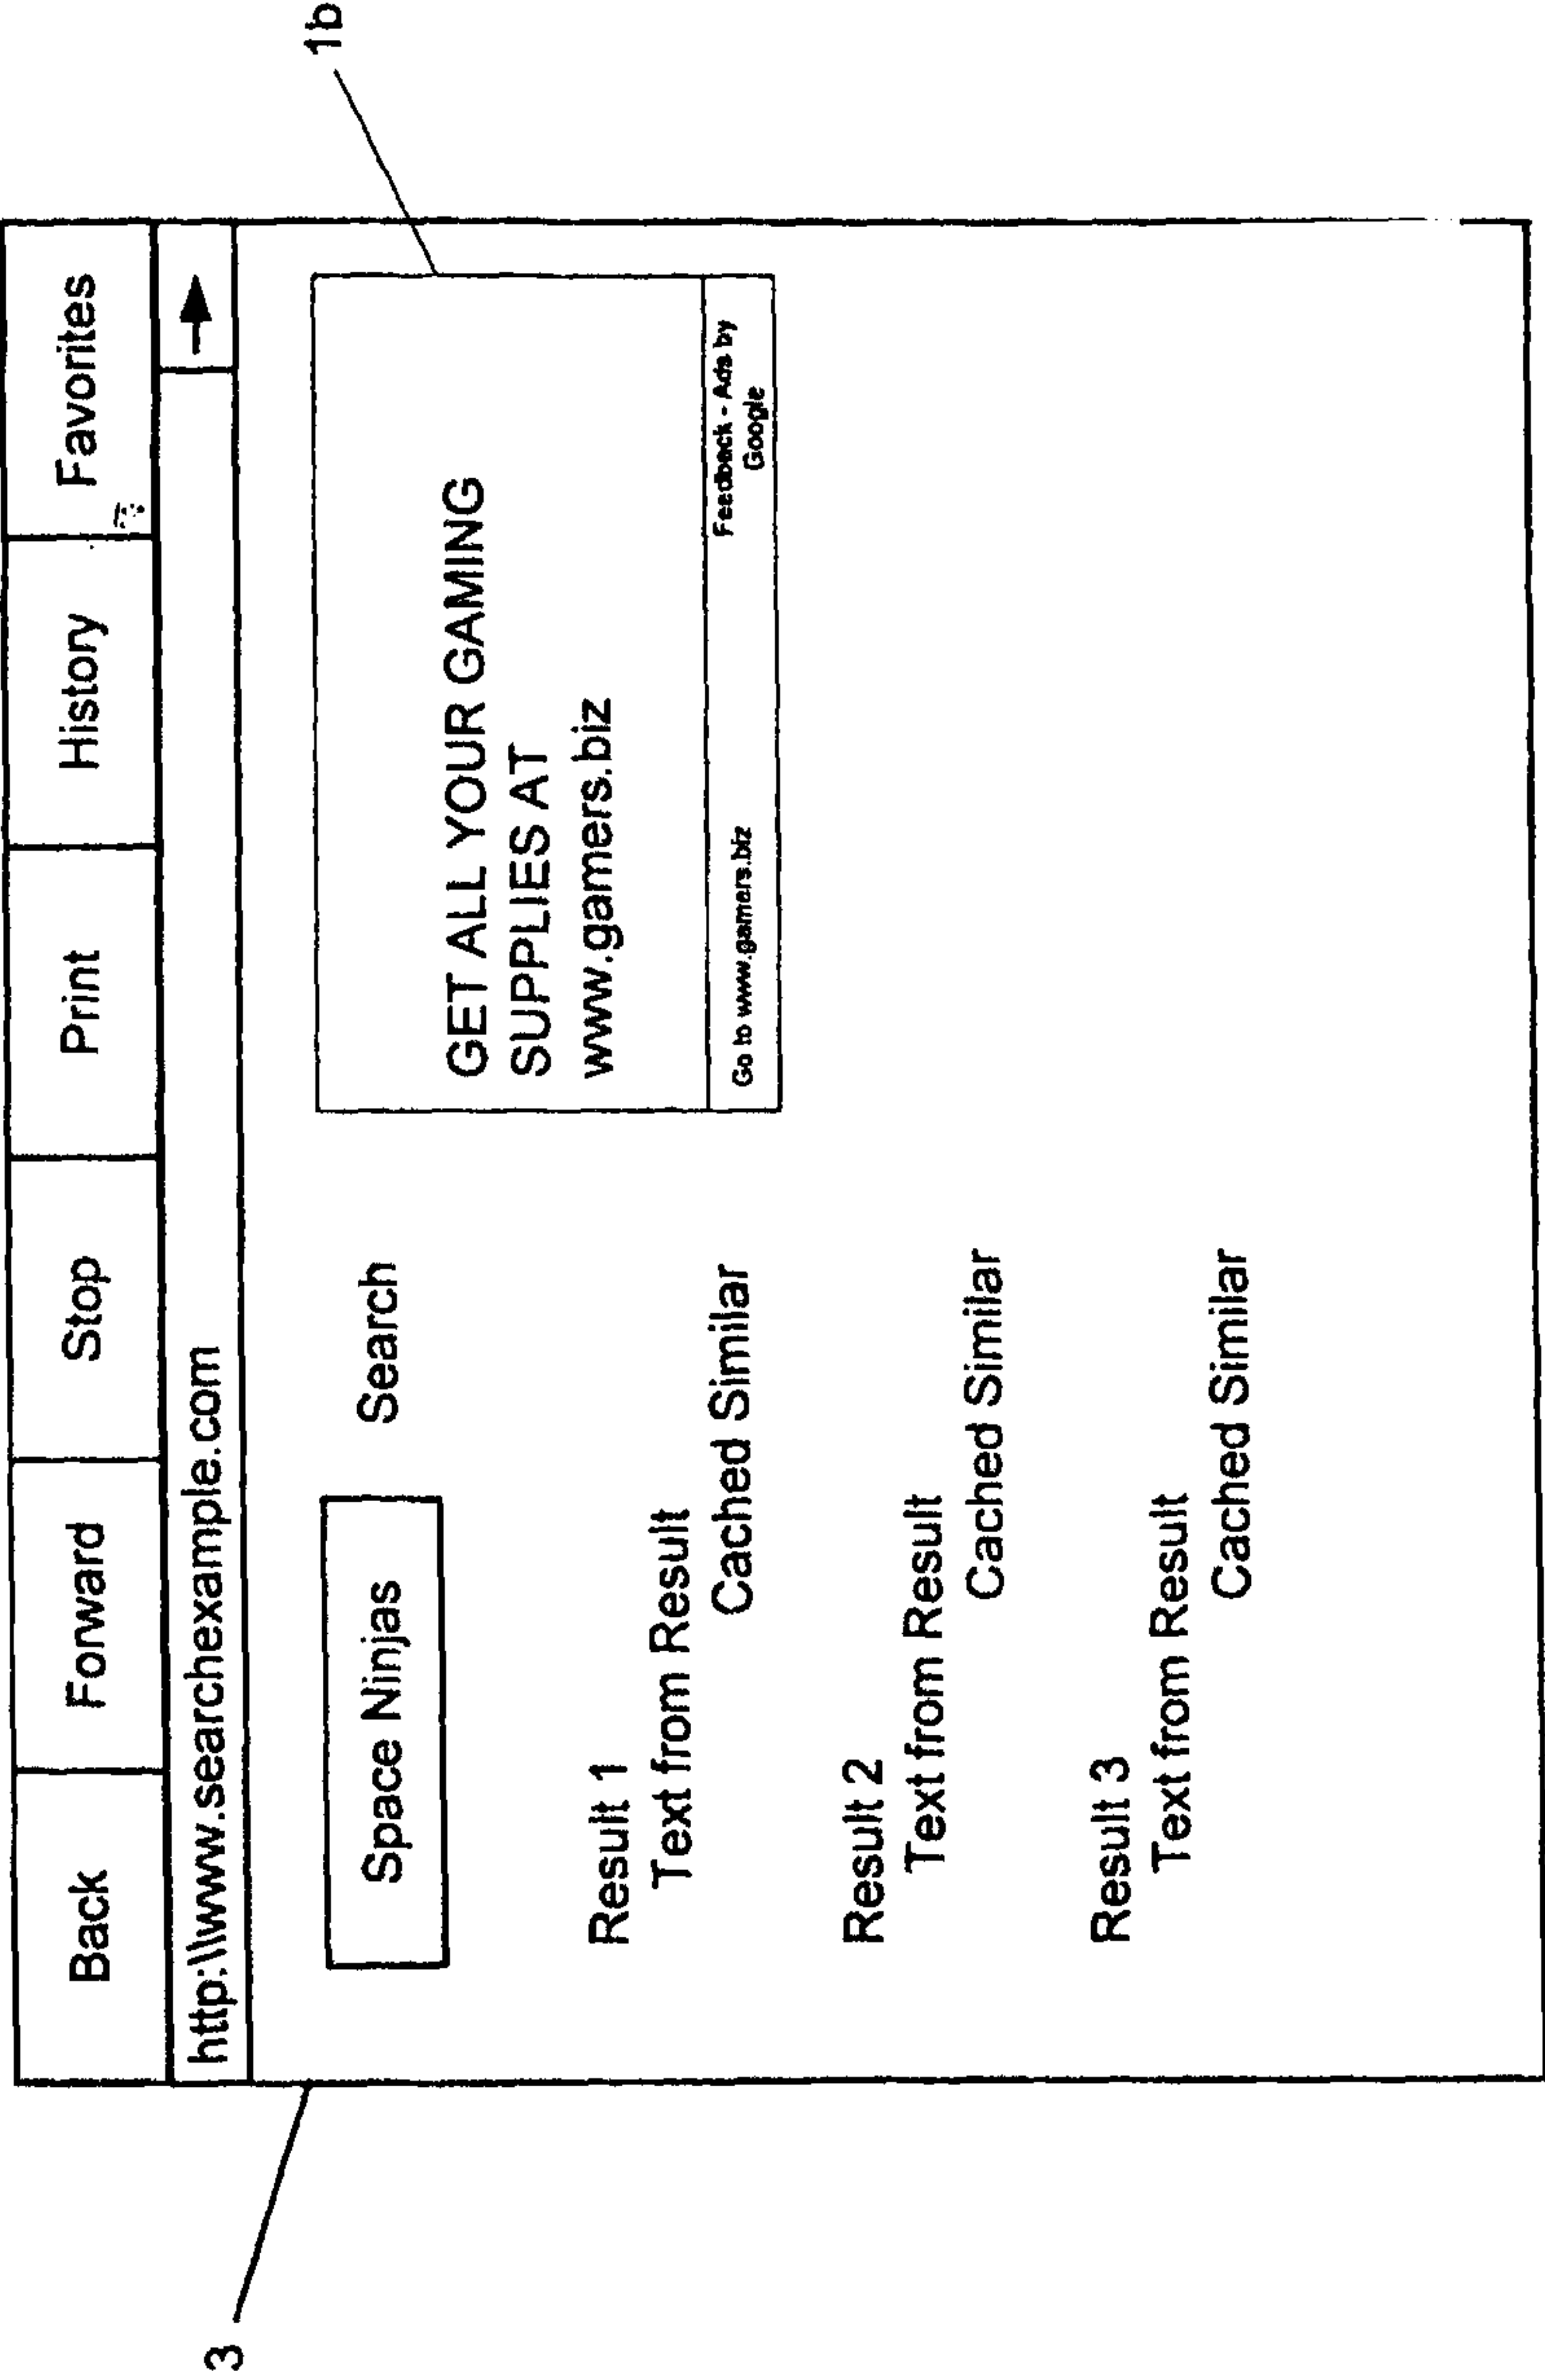 Back Forward Stop Print History Favorites
http:\\www.searchexample.com
Space Ninjas Search
GET ALL YOUR GAMING
SUPPLIES AT
www.gamers.biz
Go to www.gamers.biz Feedback - Ads by
Google
Result 1
Text from Result
Cached Similar
Result 2
Text from Result
Cached Similar
Result 3
Text from Result
Cached Similar
3
1b